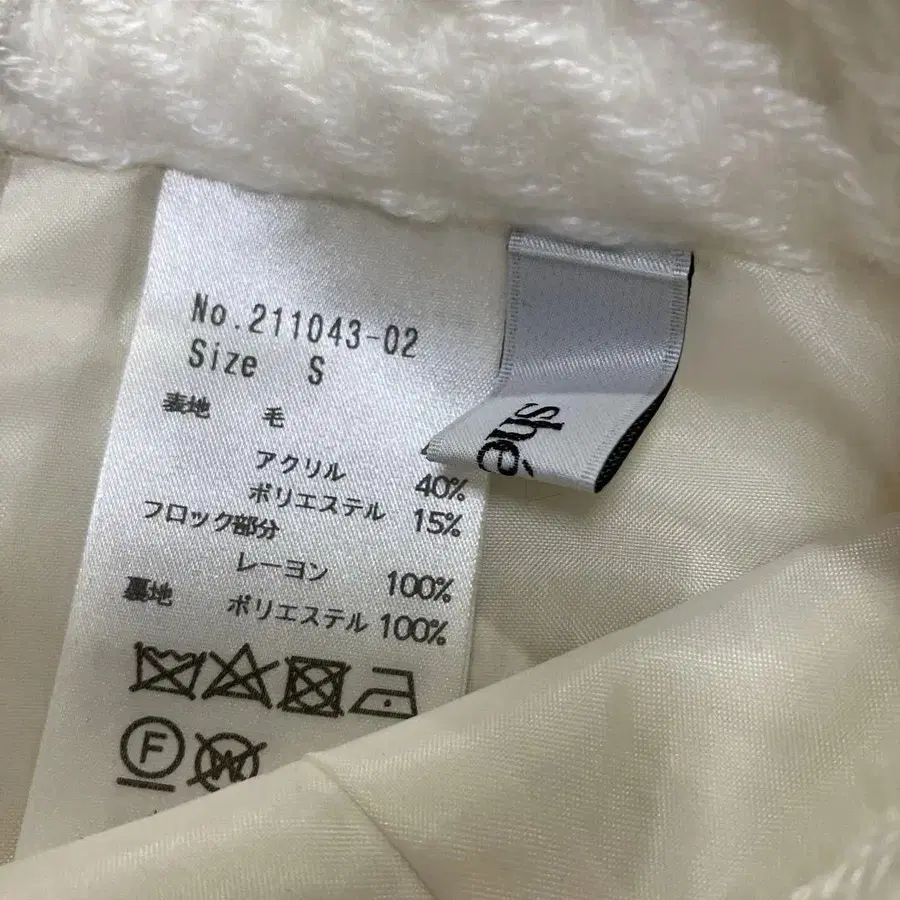 No.211043-02
Size S
表地 毛
アクリル 40%
ポリエステル 15%
フロック部分
レーヨン 100%
裏地 ポリエステル 100%
F
W
shé